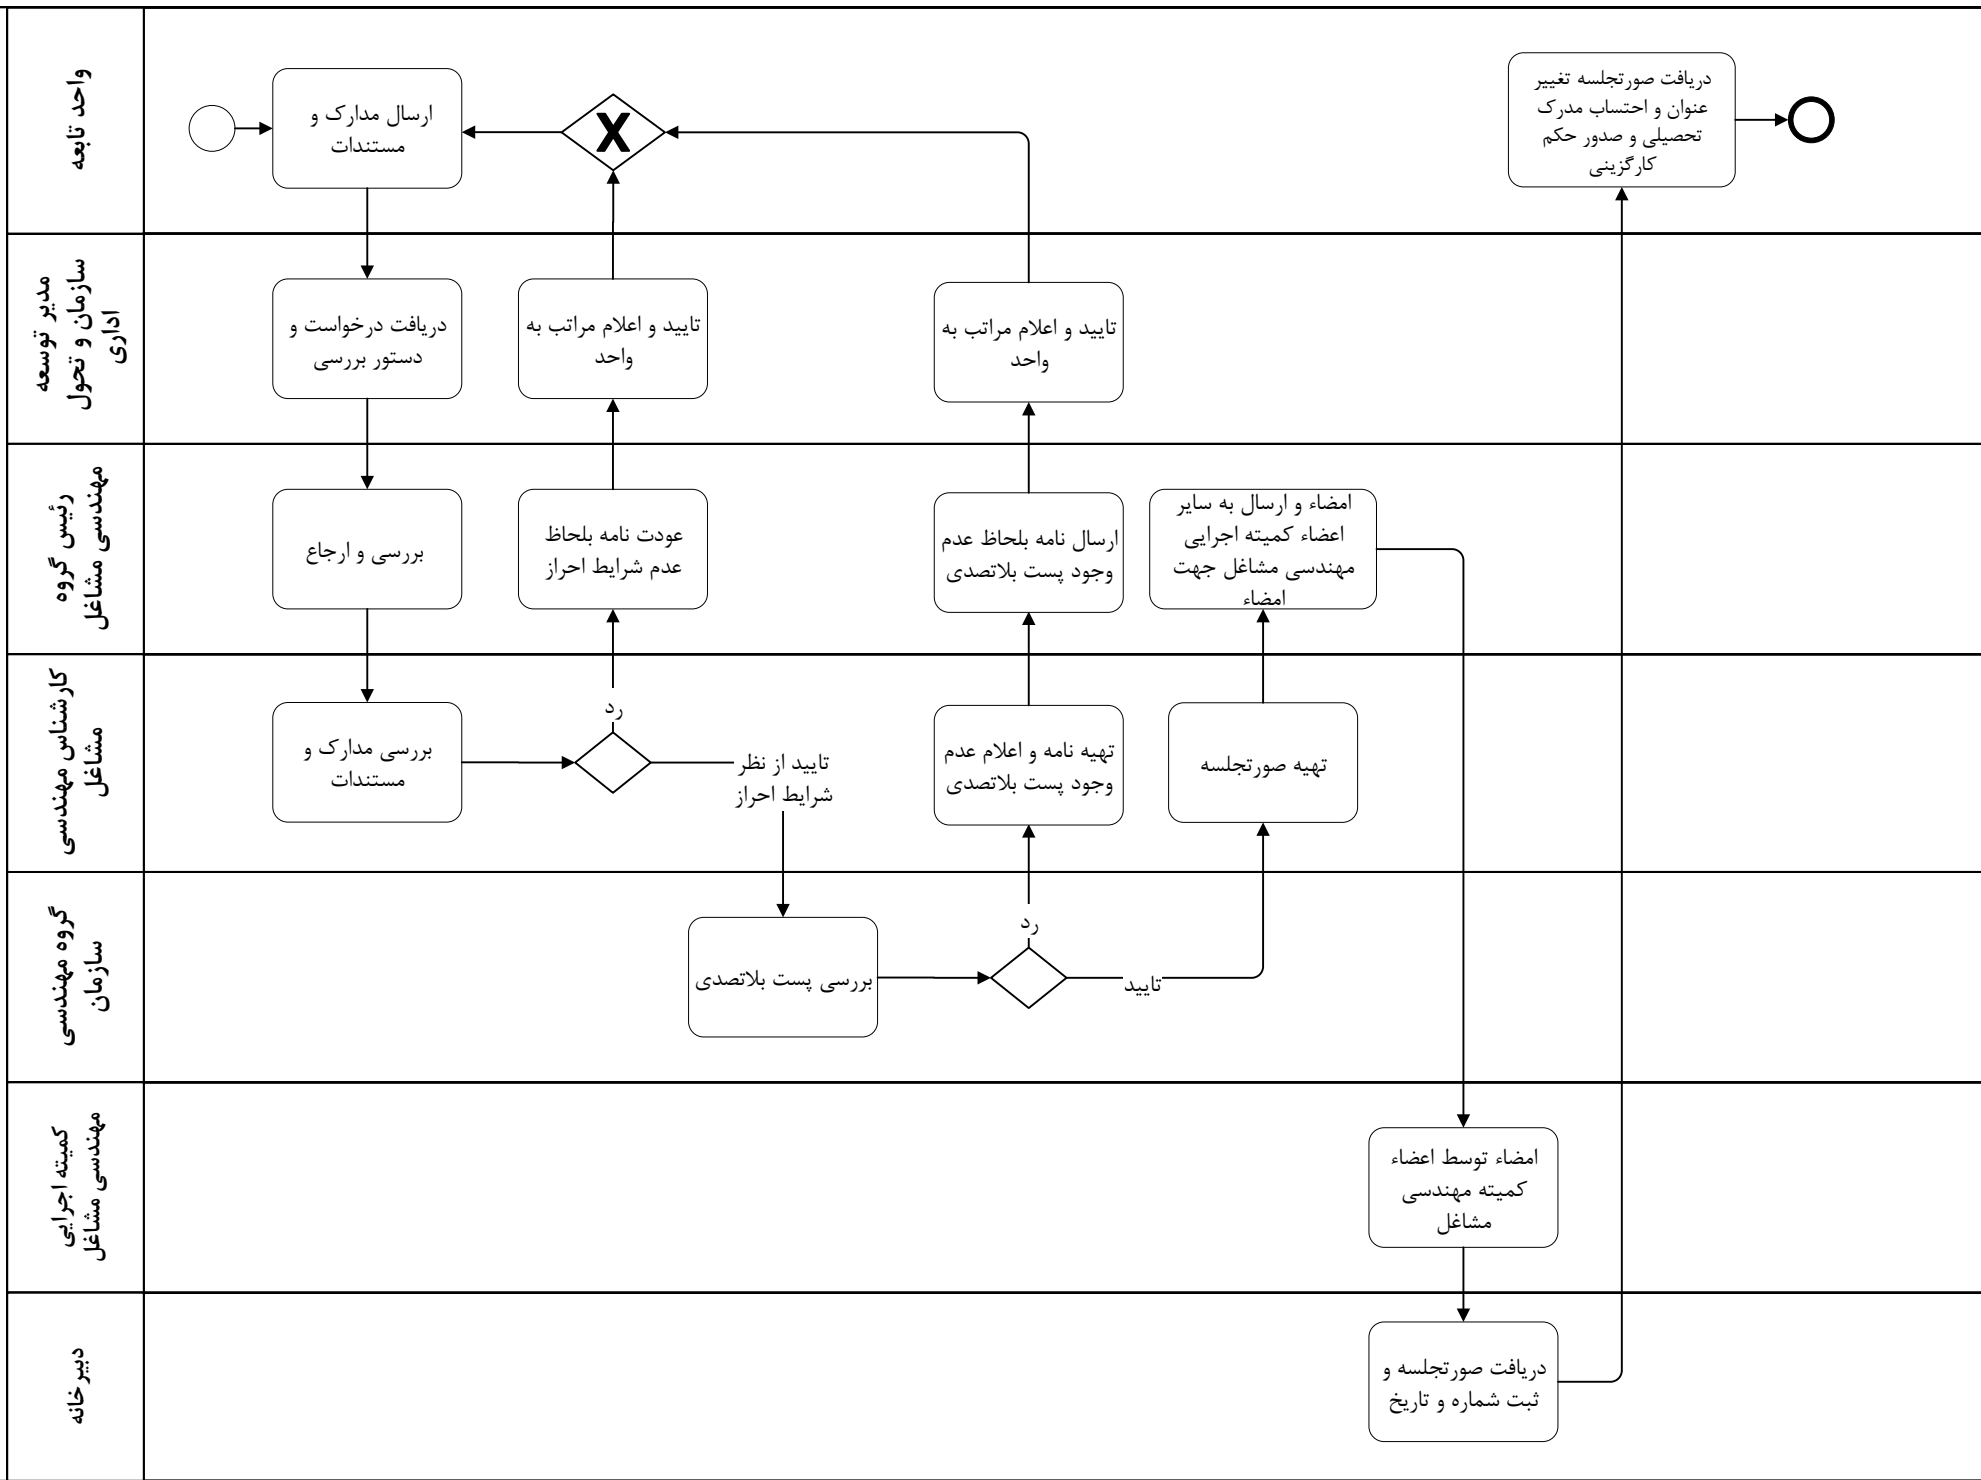 واحد تابعه
ارسال مدارک و
مستندات
X
دریافت صورتجلسه تغییر
عنوان و احتساب مدرک
تحصیلی و صدور حکم
کارگزینی
مدیر توسعه
سازمان و تحول
اداری
دریافت درخواست و
دستور بررسی
تایید و اعلام مراتب به
واحد
تایید و اعلام مراتب به
واحد
رئیس گروه
مهندسی مشاغل
بررسی و ارجاع
عودت نامه بلحاظ
عدم شرایط احراز
ارسال نامه بلحاظ عدم
وجود پست بلاتصدی
امضاء و ارسال به سایر
اعضاء کمیته اجرایی
مهندسی مشاغل جهت
امضاء
کارشناس مهندسی
مشاغل
بررسی مدارک و
مستندات
رد
تایید از نظر
شرایط احراز
تهیه نامه و اعلام عدم
وجود پست بلاتصدی
تهیه صورتجلسه
گروه مهندسی
سازمان
بررسی پست بلاتصدی
رد
تایید
کمیته اجرایی
مهندسی مشاغل
امضاء توسط اعضاء
کمیته مهندسی
مشاغل
دبیرخانه
دریافت صورتجلسه و
ثبت شماره و تاریخ